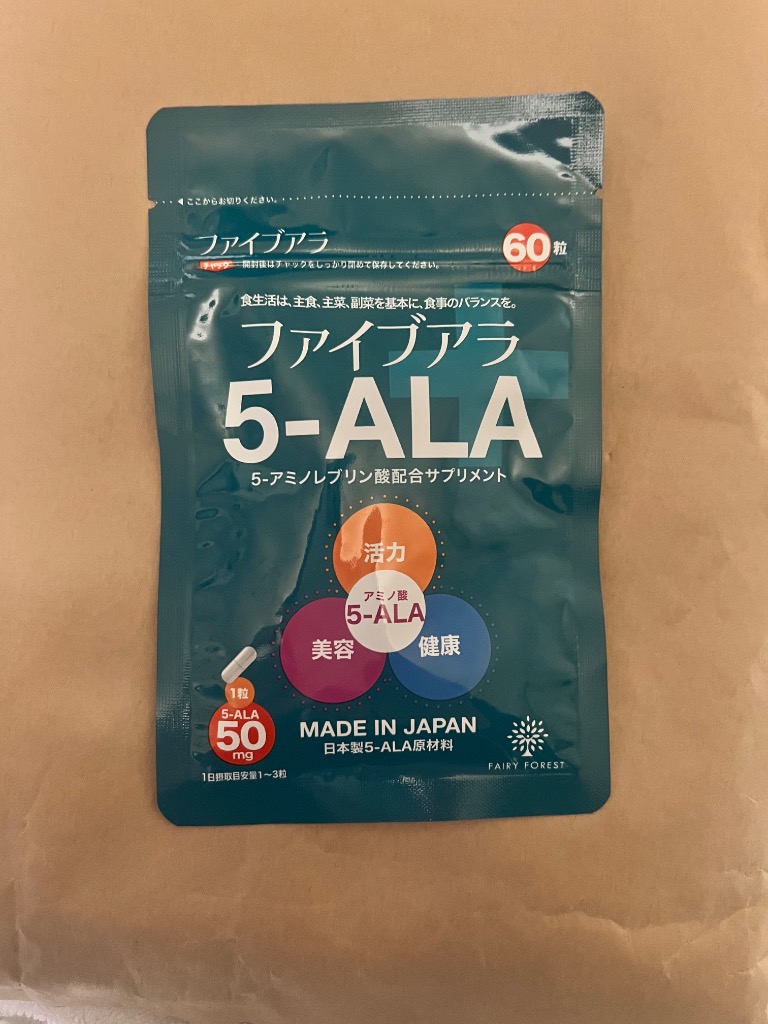 ◀ ここからお切りください。
ファイブアラ
60粒
チャック 開封後はチャックをしっかり閉めて保存してください。
食生活は、主食、主菜、副菜を基本に、食事のバランスを。
ファイブアラ
5-ALA
5-アミノレブリン酸配合サプリメント
活力
アミノ酸
5-ALA
美容
健康
1粒
5-ALA
50
mg
1日摂取目安量1~3粒
MADE IN JAPAN
日本製5-ALA原材料
FAIRY FOREST